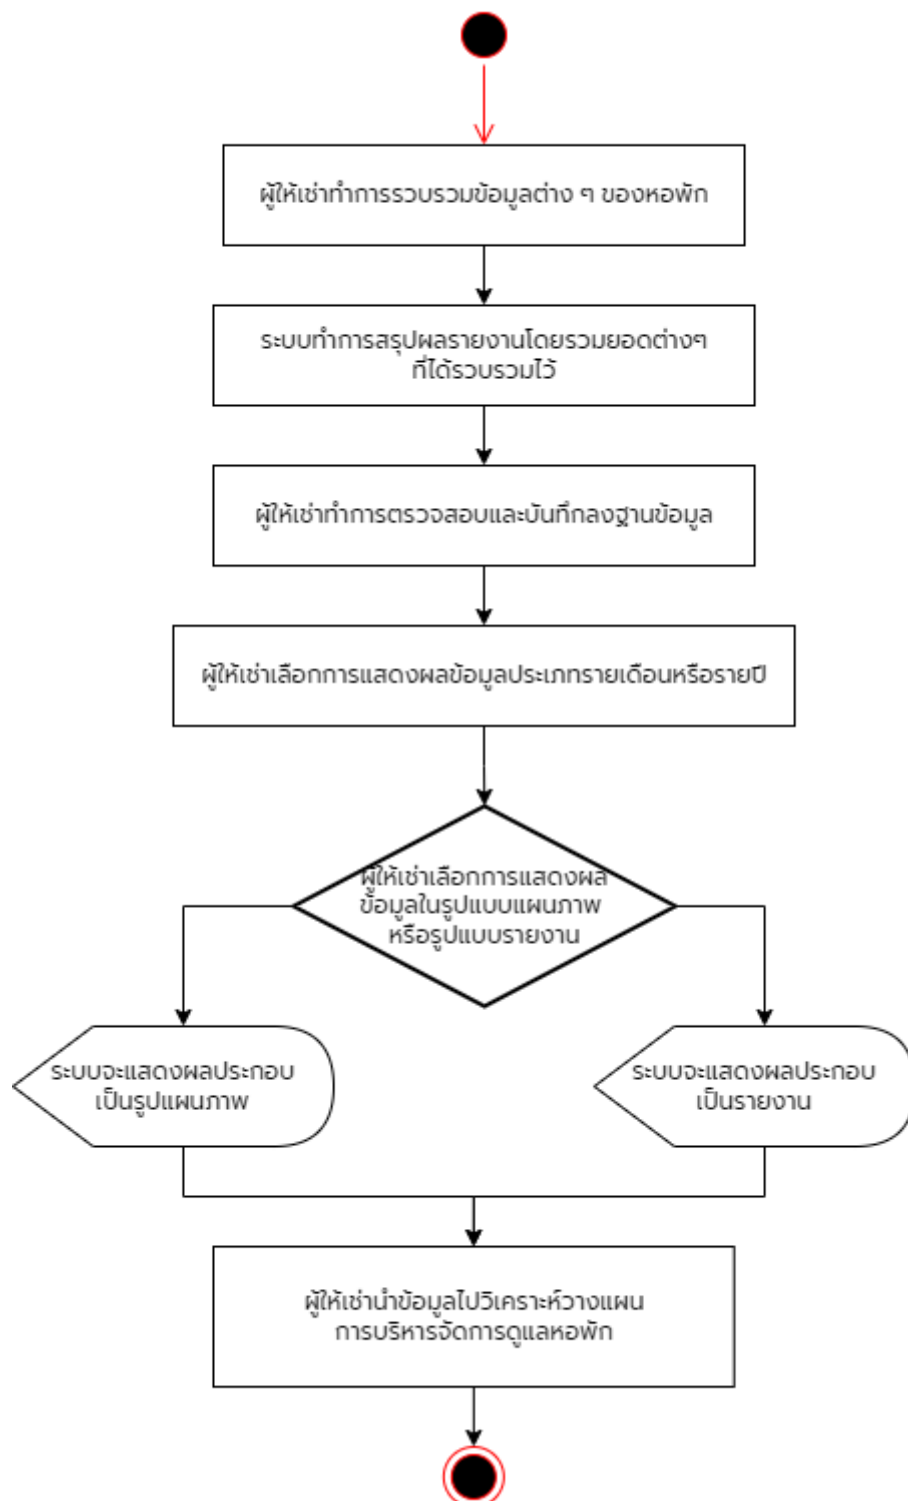 ผู้ให้เช่าทำการรวบรวมข้อมูลต่าง ๆ ของหอพัก
ระบบทำการสรุปผลรายงานโดยรวมยอดต่างๆ
ที่ได้รวบรวมไว้
ผู้ให้เช่าทำการตรวจสอบและบันทึกลงฐานข้อมูล
ผู้ให้เช่าเลือกการแสดงผลข้อมูลประเภทรายเดือนหรือรายปี
ผู้ให้เช่าเลือกการแสดงผล
ข้อมูลในรูปแบบแผนภาพ
หรือรูปแบบรายงาน
ระบบจะแสดงผลประกอบ
เป็นรูปแผนภาพ
ระบบจะแสดงผลประกอบ
เป็นรายงาน
ผู้ให้เช่านำข้อมูลไปวิเคราะห์วางแผน
การบริหารจัดการดูแลหอพัก